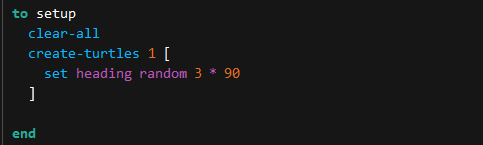 to setup
  clear-all
  create-turtles 1 [
    set heading random 3 * 90
  ]

end